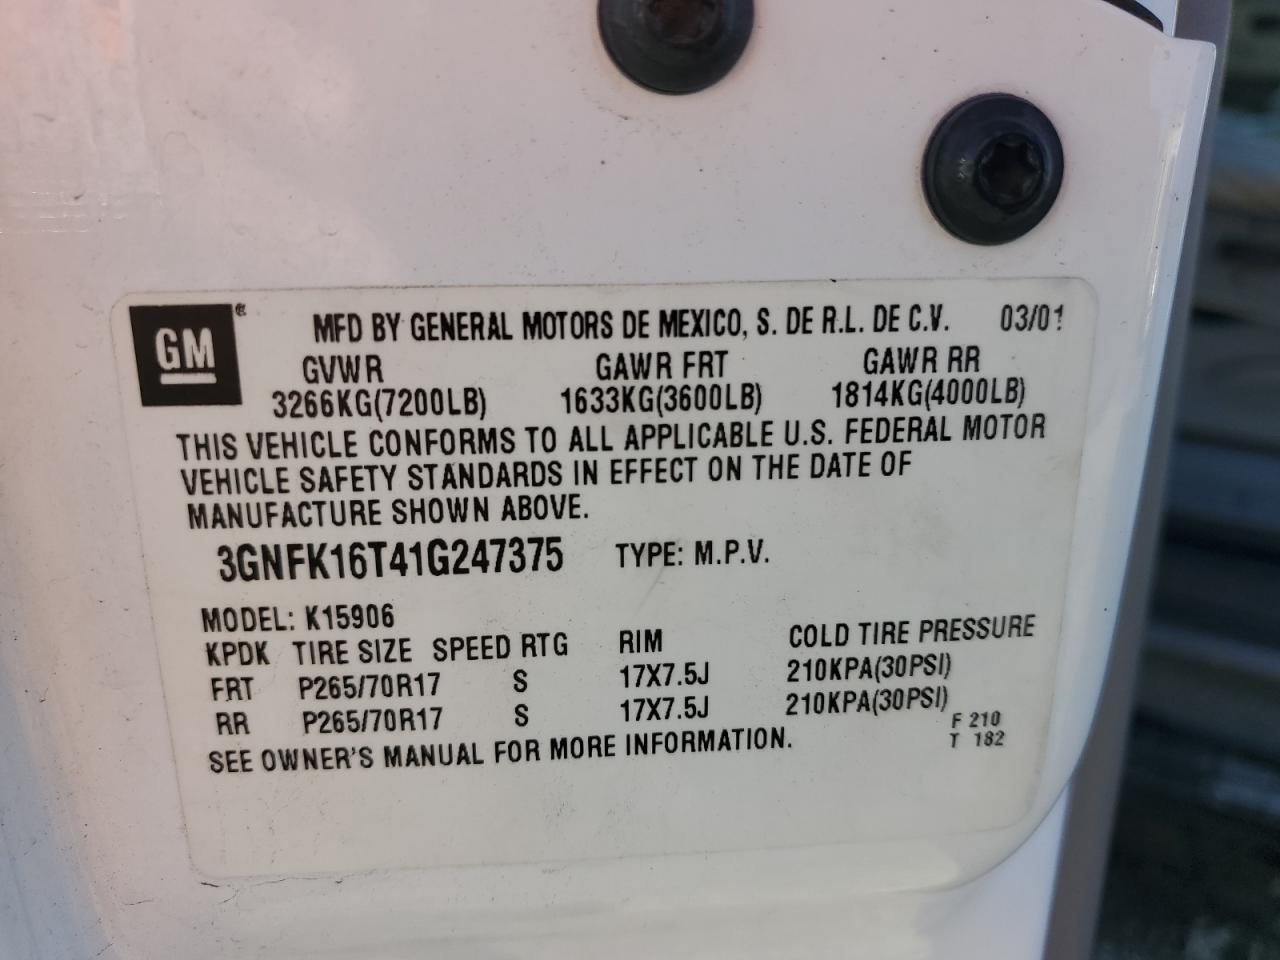 GM ® MFD BY GENERAL MOTORS DE MEXICO, S. DE R.L. DE C.V. 03/01
GVWR GAWR FRT GAWR RR
3266KG(7200LB) 1633KG(3600LB) 1814KG(4000LB)
THIS VEHICLE CONFORMS TO ALL APPLICABLE U.S. FEDERAL MOTOR
VEHICLE SAFETY STANDARDS IN EFFECT ON THE DATE OF
MANUFACTURE SHOWN ABOVE.
3GNFK16T41G247375 TYPE: M.P.V.
MODEL: K15906
KPDK TIRE SIZE SPEED RTG RIM COLD TIRE PRESSURE
FRT P265/70R17 S 17X7.5J 210KPA(30PSI)
RR P265/70R17 S 17X7.5J 210KPA(30PSI)
SEE OWNER'S MANUAL FOR MORE INFORMATION.
F 210
T 182